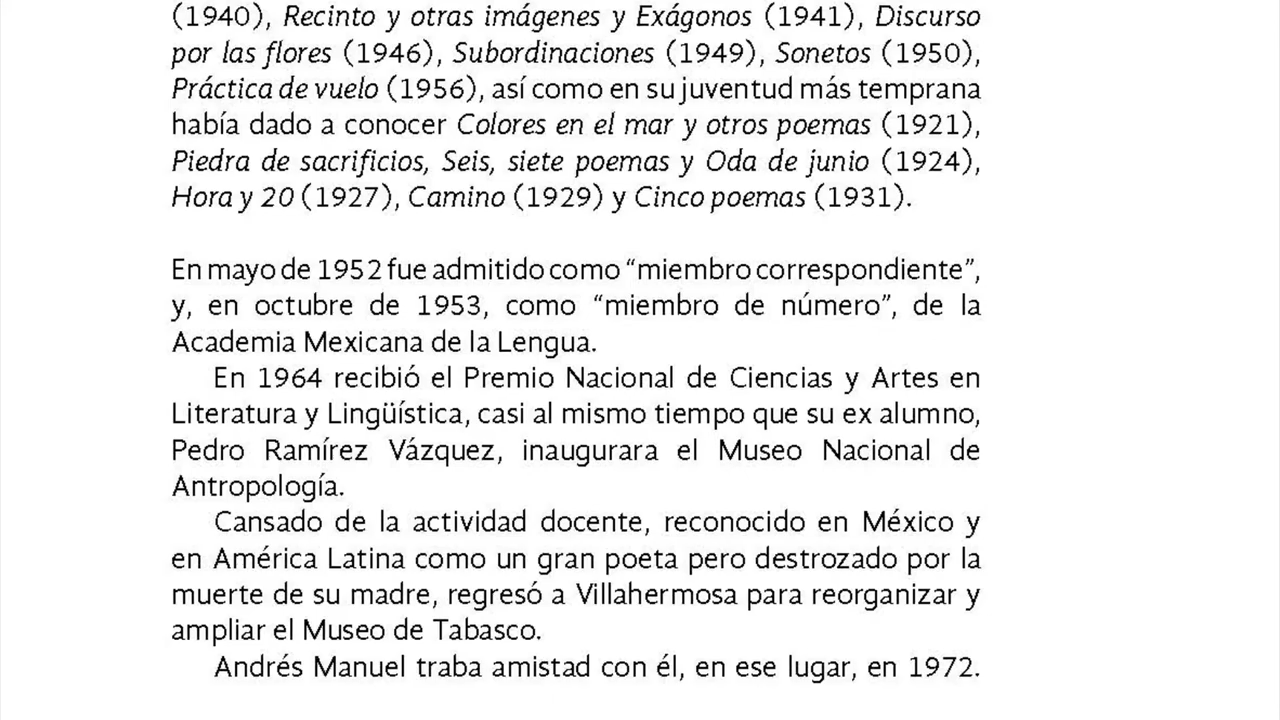 (1940), Recinto y otras imágenes y Exágonos (1941), Discurso
por las flores (1946), Subordinaciones (1949), Sonetos (1950),
Práctica de vuelo (1956), así como en su juventud más temprana
había dado a conocer Colores en el mar y otros poemas (1921),
Piedra de sacrificios, Seis, siete poemas y Oda de junio (1924),
Hora y 20 (1927), Camino (1929) y Cinco poemas (1931).
En mayo de 1952 fue admitido como “miembro correspondiente”,
y, en octubre de 1953, como “miembro de número”, de la
Academia Mexicana de la Lengua.
En 1964 recibió el Premio Nacional de Ciencias y Artes en
Literatura y Lingüística, casi al mismo tiempo que su ex alumno,
Pedro Ramírez Vázquez, inaugurara el Museo Nacional de
Antropología.
Cansado de la actividad docente, reconocido en México y
en América Latina como un gran poeta pero destrozado por la
muerte de su madre, regresó a Villahermosa para reorganizar y
ampliar el Museo de Tabasco.
Andrés Manuel traba amistad con él, en ese lugar, en 1972.